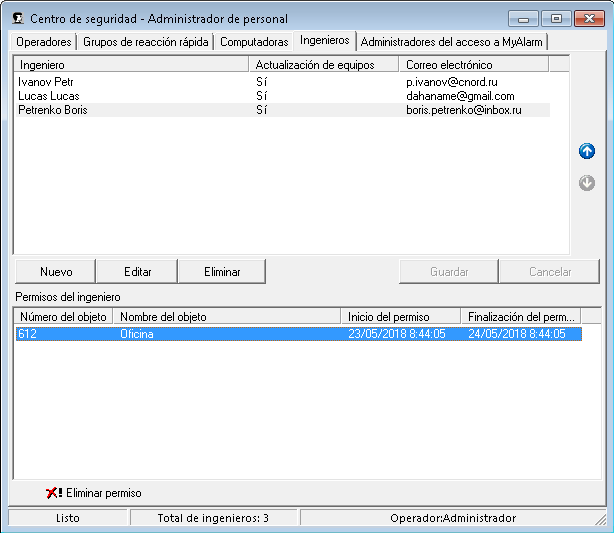 Centro de seguridad - Administrador de personal
Operadores Grupos de reacción rápida Computadoras Ingenieros Administradores del acceso a MyAlarm
Ingeniero Actualización de equipos Correo electrónico
Ivanov Petr Sí p.ivanov@cnord.ru
Lucas Lucas Sí dahaname@gmail.com
Petrenko Boris Sí boris.petrenko@inbox.ru
Nuevo Editar Eliminar Guardar Cancelar
Permisos del ingeniero
Número del objeto Nombre del objeto Inicio del permiso Finalización del perm...
612 Oficina 23/05/2018 8:44:05 24/05/2018 8:44:05
Eliminar permiso
Listo Total de ingenieros: 3 Operador:Administrador